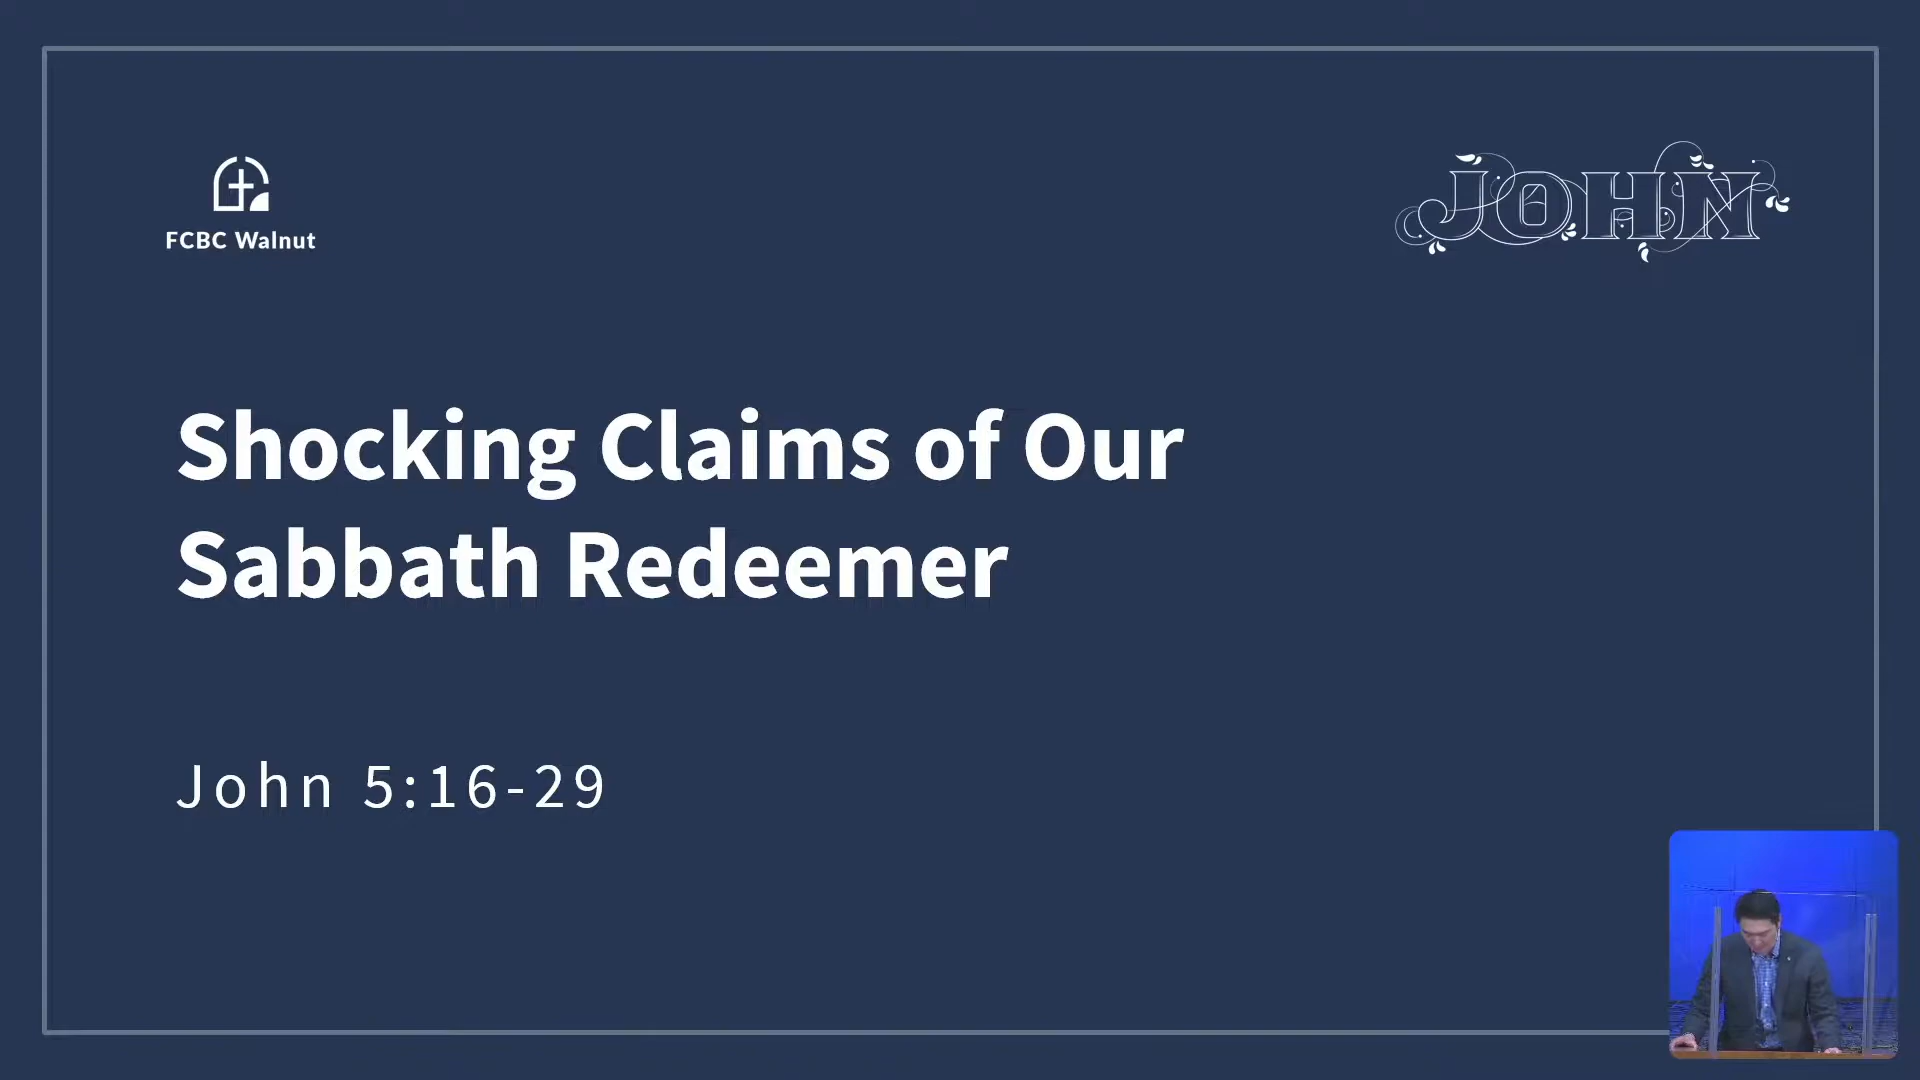 FCBC Walnut
JOHN
Shocking Claims of Our
Sabbath Redeemer
John 5:16-29